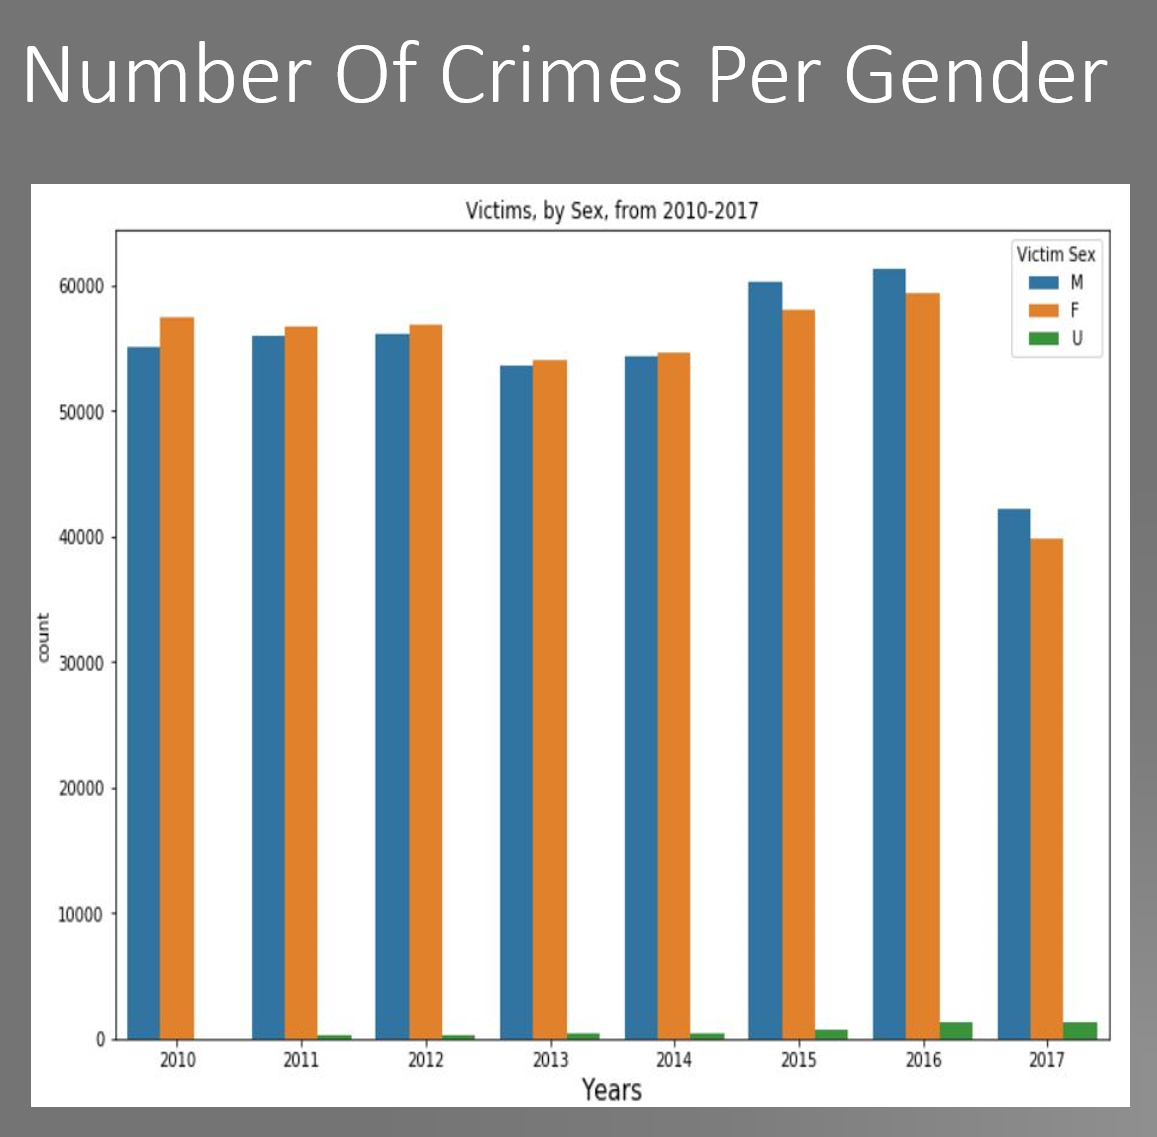 Number Of Crimes Per Gender
Victims, by Sex, from 2010-2017
Victim Sex
M
F
U
60000
50000
40000
30000
20000
10000
0
count
2010 2011 2012 2013 2014 2015 2016 2017
Years